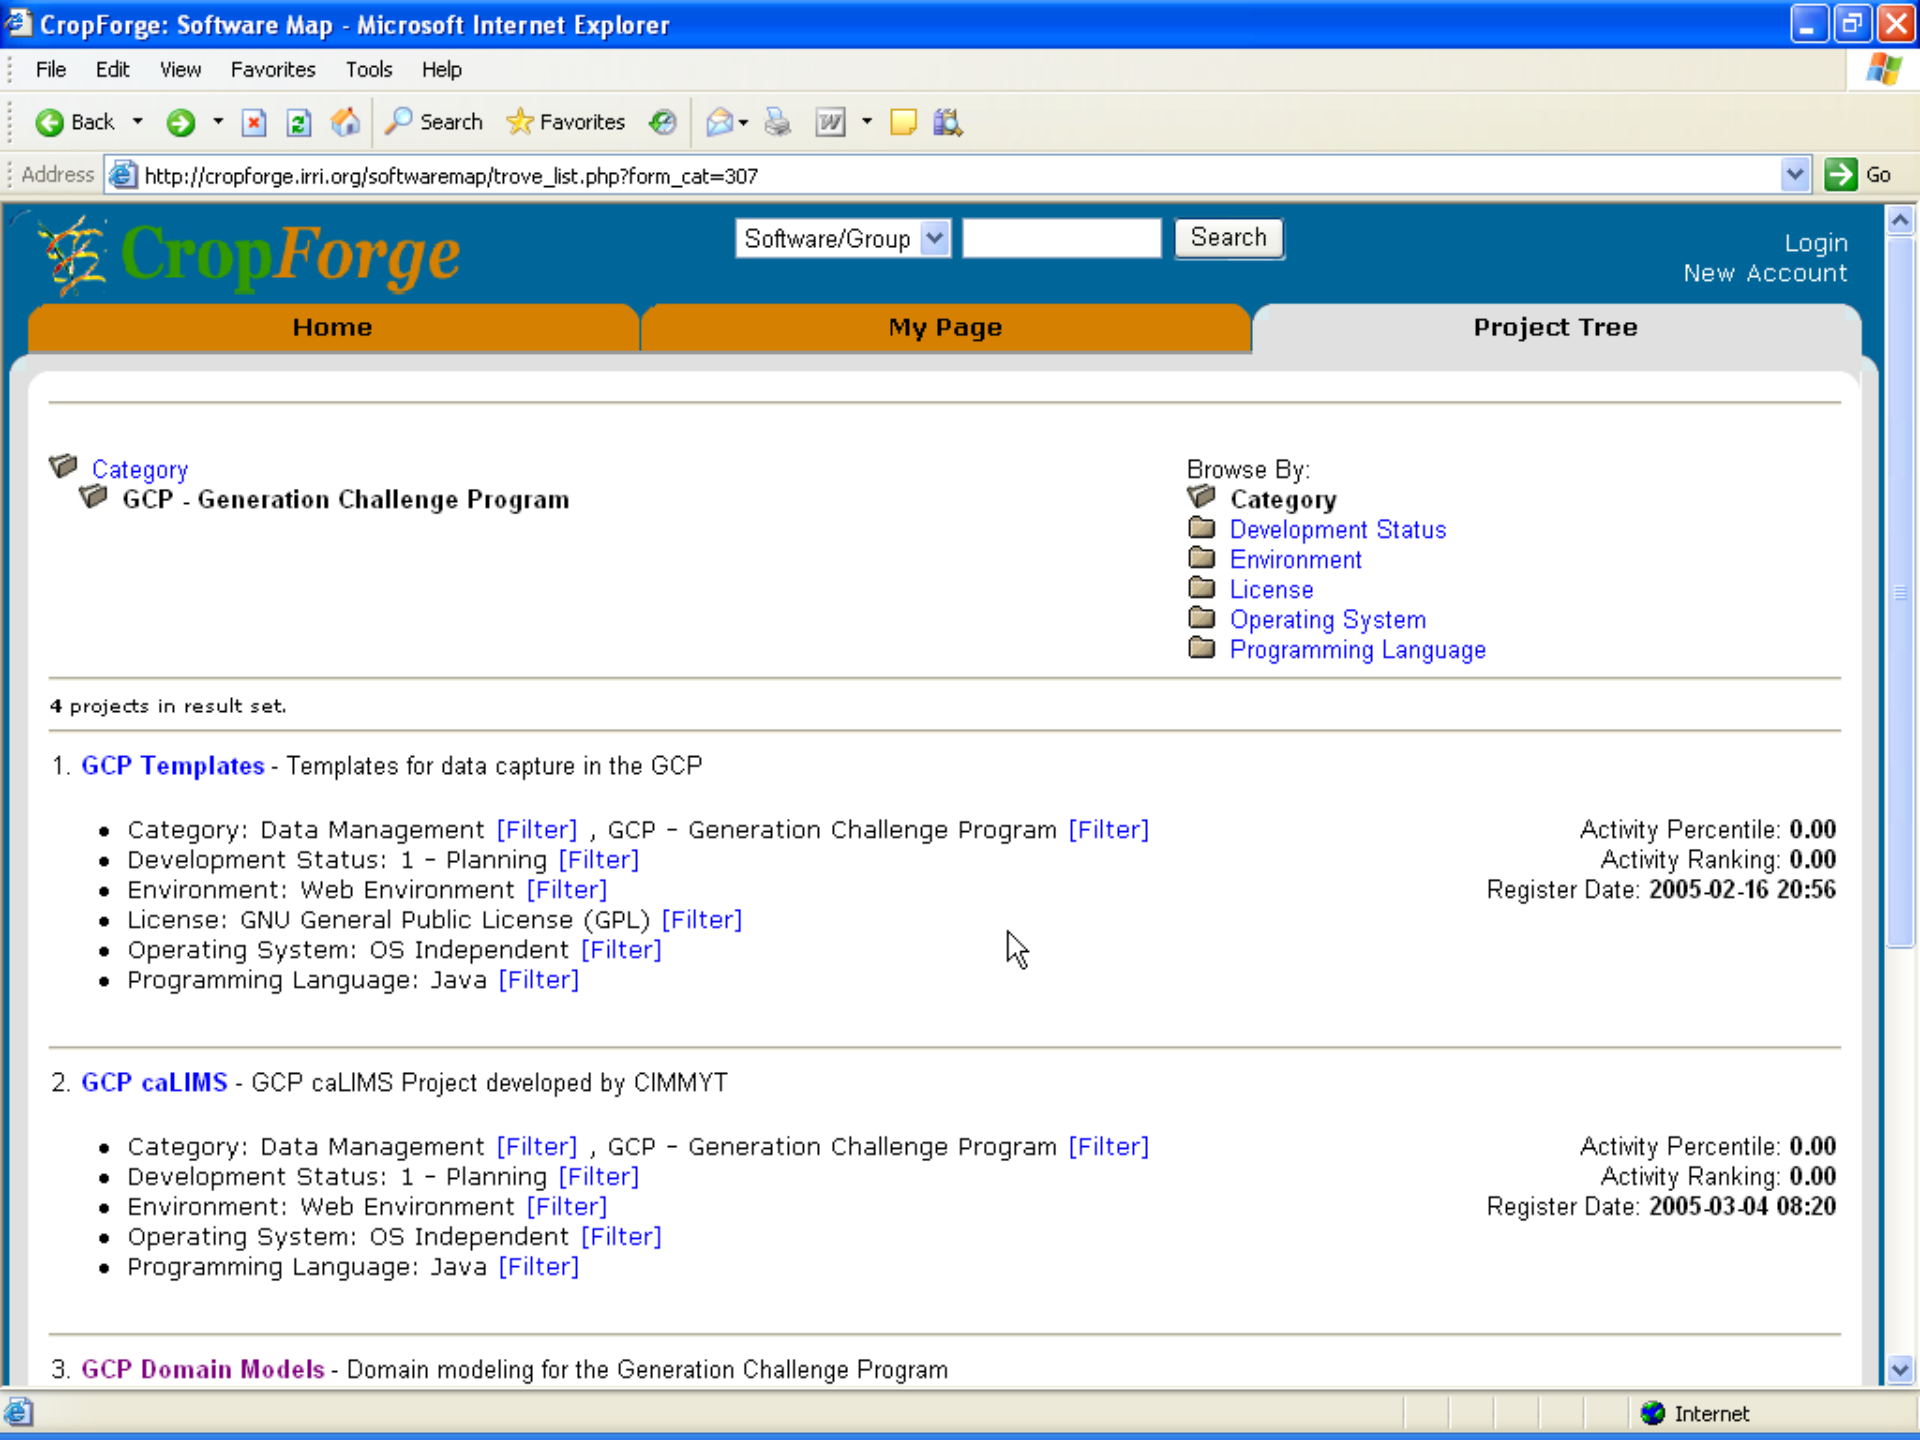 CropForge: Software Map - Microsoft Internet Explorer
File Edit View Favorites Tools Help
Back Search Favorites
Address http://cropforge.irri.org/softwaremap/trove_list.php?form_cat=307 Go
CropForge Software/Group Search
Login
New Account
Home My Page Project Tree
Category
GCP - Generation Challenge Program
Browse By:
Category
Development Status
Environment
License
Operating System
Programming Language
4 projects in result set.
1. GCP Templates - Templates for data capture in the GCP
• Category: Data Management [Filter] , GCP - Generation Challenge Program [Filter]
• Development Status: 1 - Planning [Filter]
• Environment: Web Environment [Filter]
• License: GNU General Public License (GPL) [Filter]
• Operating System: OS Independent [Filter]
• Programming Language: Java [Filter]
Activity Percentile: 0.00
Activity Ranking: 0.00
Register Date: 2005-02-16 20:56
2. GCP caLIMS - GCP caLIMS Project developed by CIMMYT
• Category: Data Management [Filter] , GCP - Generation Challenge Program [Filter]
• Development Status: 1 - Planning [Filter]
• Environment: Web Environment [Filter]
• Operating System: OS Independent [Filter]
• Programming Language: Java [Filter]
Activity Percentile: 0.00
Activity Ranking: 0.00
Register Date: 2005-03-04 08:20
3. GCP Domain Models - Domain modeling for the Generation Challenge Program
Internet